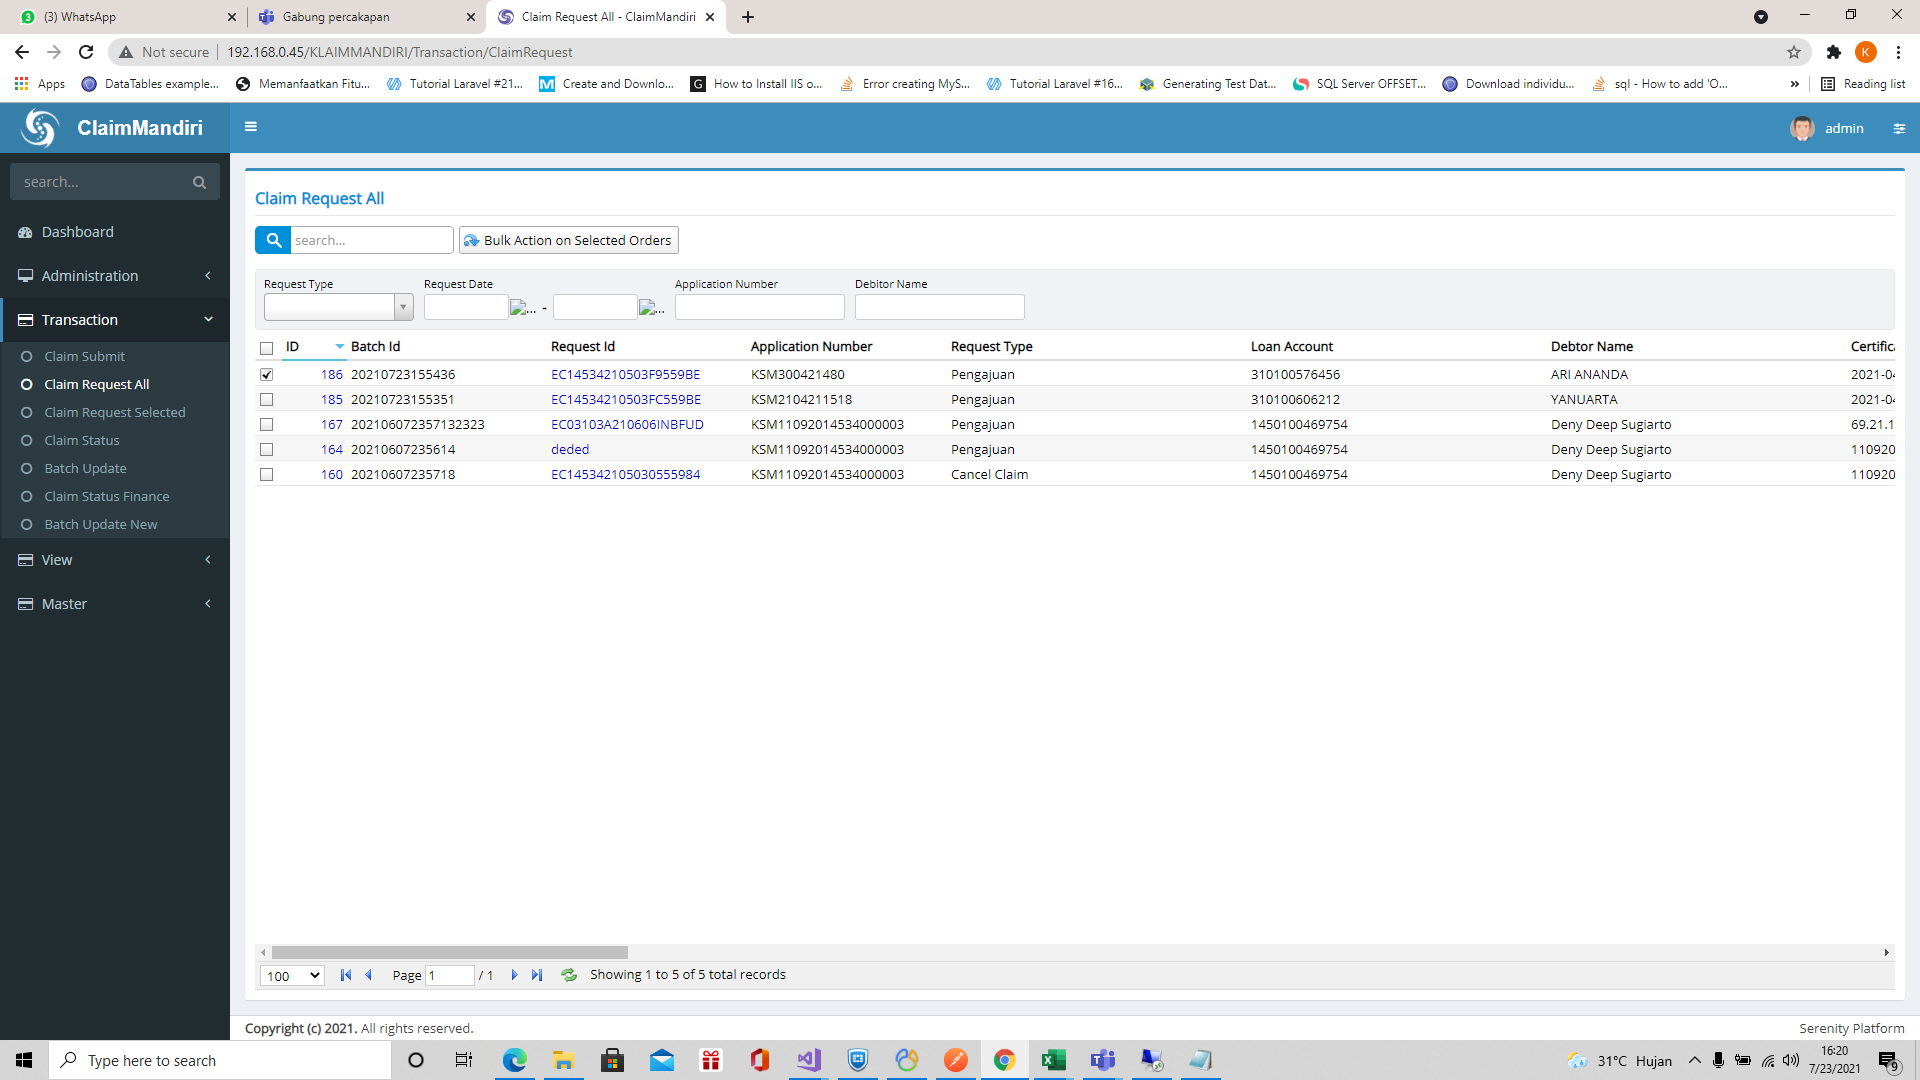 (3) WhatsApp
Gabung percakapan
Claim Request All - ClaimMandiri
Not secure
192.168.0.45/KLAIMMANDIRI/Transaction/ClaimRequest
K
Apps
DataTables example...
Memanfaatkan Fitu...
Tutorial Laravel #21...
Create and Downlo...
How to Install IIS o...
Error creating MyS...
Tutorial Laravel #16...
Generating Test Dat...
SQL Server OFFSET...
Download individu...
sql - How to add 'O...
Reading list
ClaimMandiri
admin
search...
Dashboard
Administration
Transaction
Claim Submit
Claim Request All
Claim Request Selected
Claim Status
Batch Update
Claim Status Finance
Batch Update New
View
Master
Claim Request All
search...
Bulk Action on Selected Orders
Request Type
Request Date
Application Number
Debitor Name
... - ...
ID Batch Id Request Id Application Number Request Type Loan Account Debtor Name Certifica
186 20210723155436 EC14534210503F9559BE KSM300421480 Pengajuan 310100576456 ARI ANANDA 2021-04
185 20210723155351 EC14534210503FC559BE KSM2104211518 Pengajuan 310100606212 YANUARTA 2021-04
167 202106072357132323 EC03103A210606INBFUD KSM11092014534000003 Pengajuan 1450100469754 Deny Deep Sugiarto 69.21.1
164 20210607235614 deded KSM11092014534000003 Pengajuan 1450100469754 Deny Deep Sugiarto 110920
160 20210607235718 EC145342105030555984 KSM11092014534000003 Cancel Claim 1450100469754 Deny Deep Sugiarto 110920
100
Page 1 / 1
Showing 1 to 5 of 5 total records
Copyright (c) 2021. All rights reserved.
Serenity Platform
Type here to search
31°C Hujan
16:20
7/23/2021
9